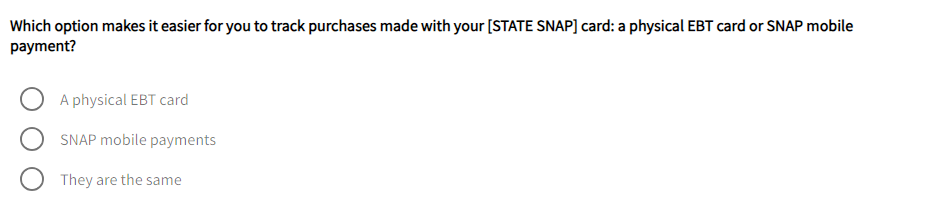 Which option makes it easier for you to track purchases made with your [STATE SNAP] card: a physical EBT card or SNAP mobile
payment?
A physical EBT card
SNAP mobile payments
They are the same